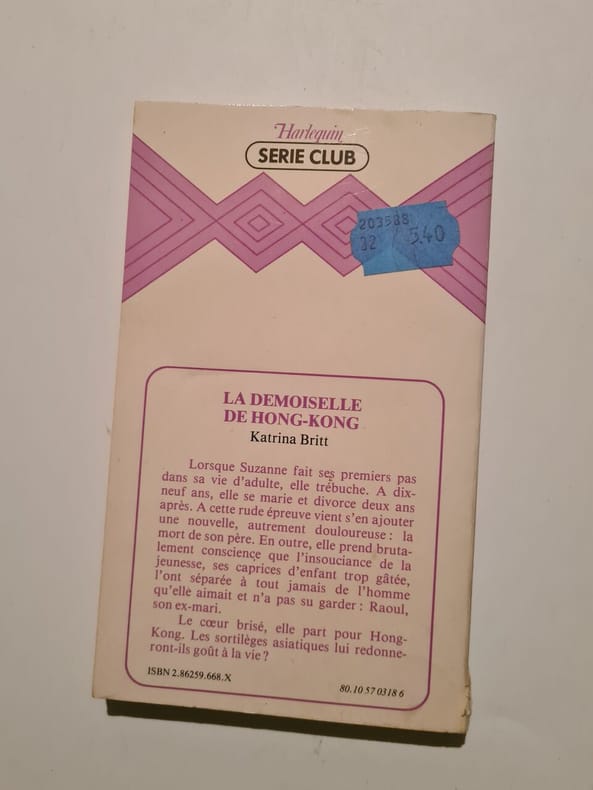 Harlequin
SERIE CLUB
203588
32 5.40
LA DEMOISELLE
DE HONG-KONG
Katrina Britt
Lorsque Suzanne fait ses premiers pas
dans sa vie d'adulte, elle trébuche. A dix-
neuf ans, elle se marie et divorce deux ans
après. A cette rude épreuve vient s'en ajouter
une nouvelle, autrement douloureuse : la
mort de son père. En outre, elle prend bruta-
lement conscience que l'insouciance de la
jeunesse, ses caprices d'enfant trop gâtée,
l'ont séparée à tout jamais de l'homme
qu'elle aimait et n'a pas su garder : Raoul,
son ex-mari.
Le cœur brisé, elle part pour Hong-
Kong. Les sortilèges asiatiques lui redonne-
ront-ils goût à la vie ?
ISBN 2.86259.668.X
80.10 57 0318 6